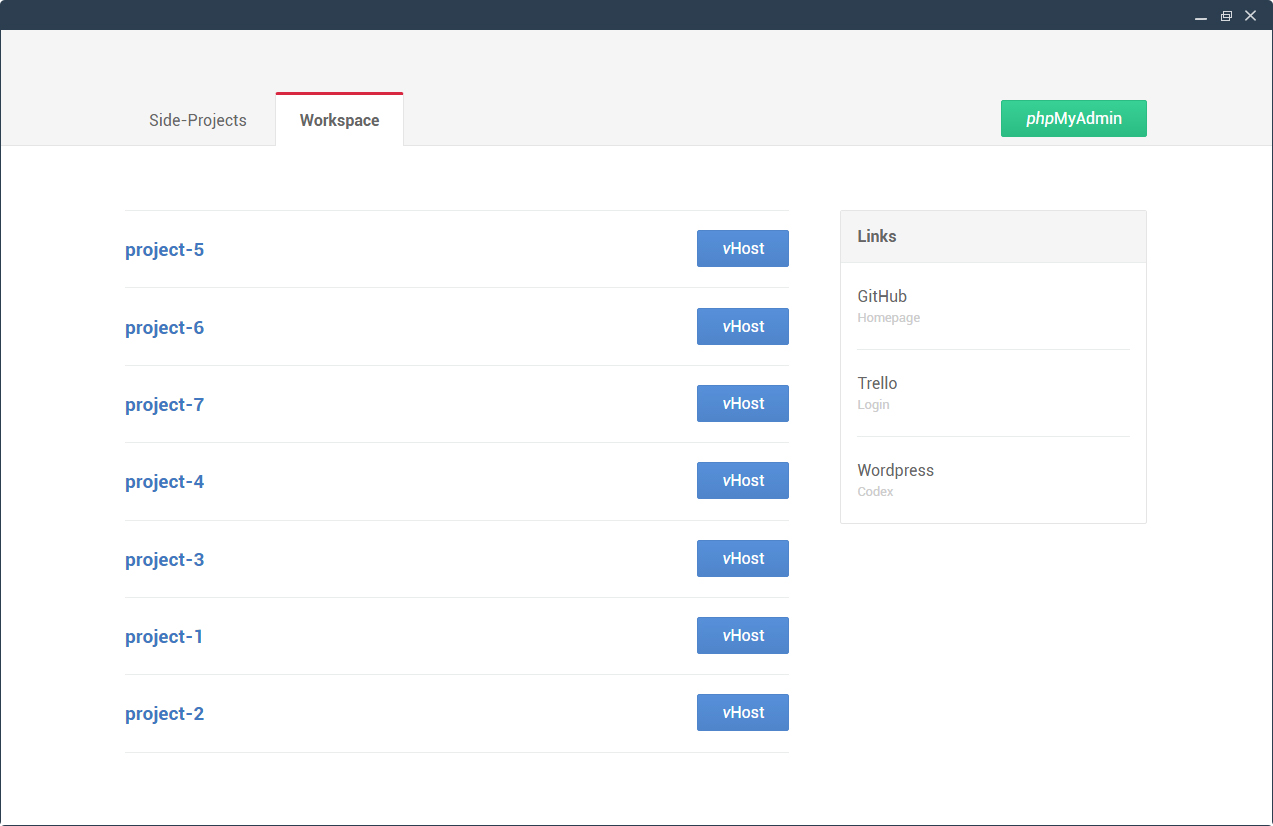 Side-Projects
Workspace
phpMyAdmin
project-5
vHost
project-6
vHost
project-7
vHost
project-4
vHost
project-3
vHost
project-1
vHost
project-2
vHost
Links
GitHub
Homepage
Trello
Login
Wordpress
Codex